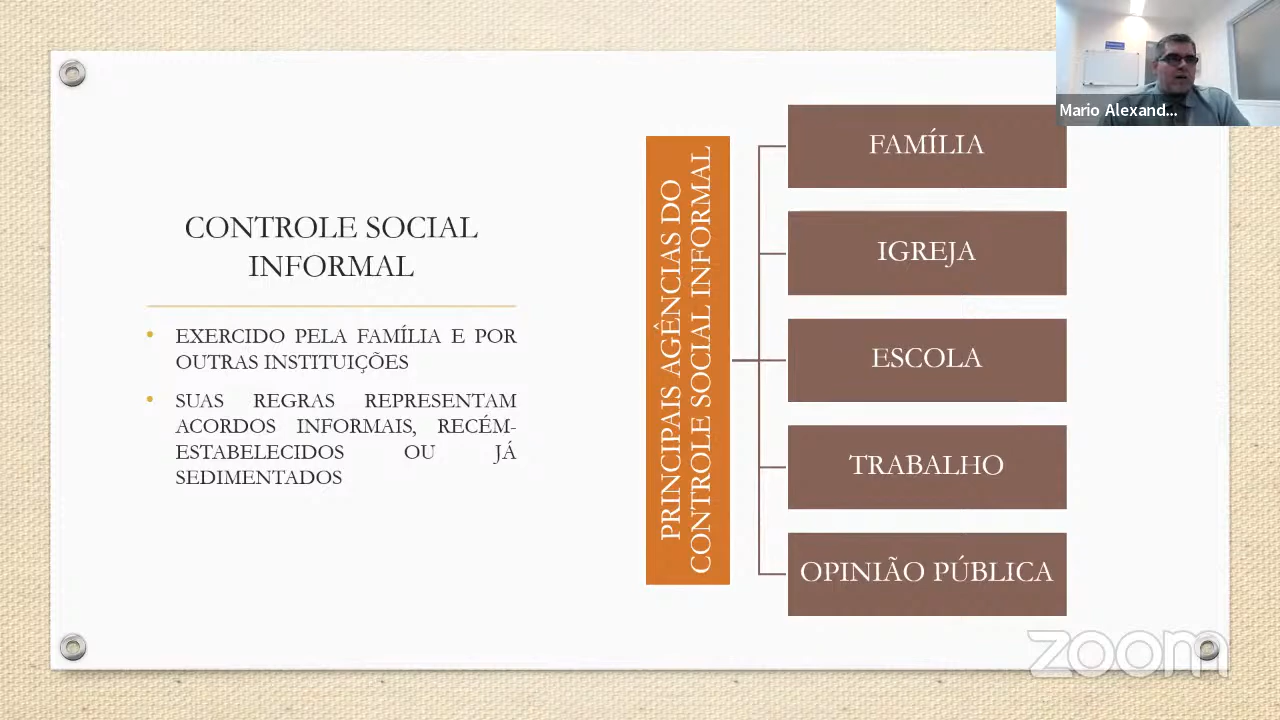 Mario Alexand...
CONTROLE SOCIAL
INFORMAL
• EXERCIDO PELA FAMÍLIA E POR
OUTRAS INSTITUIÇÕES
• SUAS REGRAS REPRESENTAM
ACORDOS INFORMAIS, RECÉM-
ESTABELECIDOS OU JÁ
SEDIMENTADOS
PRINCIPAIS AGÊNCIAS DO
CONTROLE SOCIAL INFORMAL
FAMÍLIA
IGREJA
ESCOLA
TRABALHO
OPINIÃO PÚBLICA
zoom